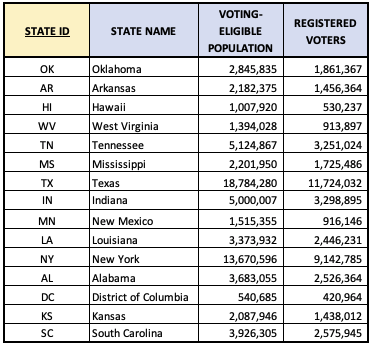 STATE ID STATE NAME VOTING-ELIGIBLE POPULATION REGISTERED VOTERS
OK Oklahoma 2,845,835 1,861,367
AR Arkansas 2,182,375 1,456,364
HI Hawaii 1,007,920 530,237
WV West Virginia 1,394,028 913,897
TN Tennessee 5,124,867 3,251,024
MS Mississippi 2,201,950 1,725,486
TX Texas 18,784,280 11,724,032
IN Indiana 5,000,007 3,298,895
MN New Mexico 1,515,355 916,146
LA Louisiana 3,373,932 2,446,231
NY New York 13,670,596 9,142,785
AL Alabama 3,683,055 2,526,364
DC District of Columbia 540,685 420,964
KS Kansas 2,087,946 1,438,012
SC South Carolina 3,926,305 2,575,945